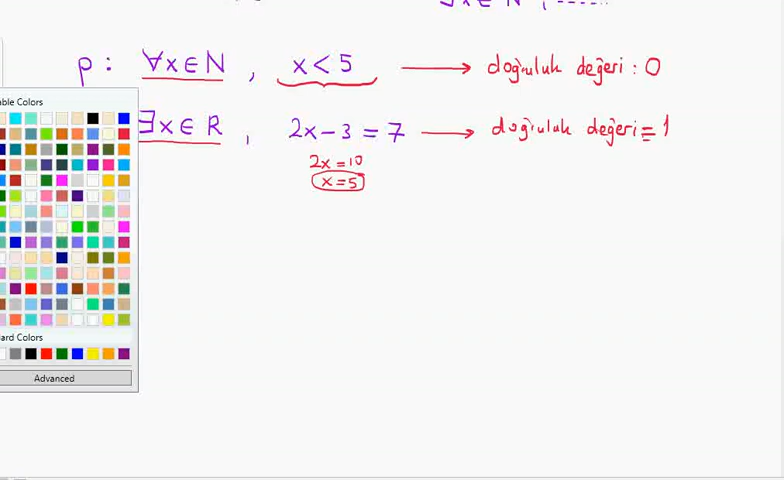 ∃x∈N
p: ∀x∈N, x<5 → doğruluk değeri: 0
able Colors
∃x∈R, 2x-3=7 → doğruluk değeri=1
2x=10
x=5
ard Colors
Advanced